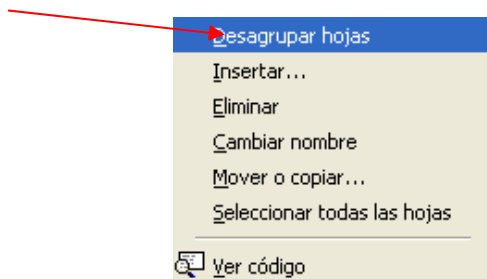 Desagrupar hojas
Insertar...
Eliminar
Cambiar nombre
Mover o copiar...
Seleccionar todas las hojas
Ver código